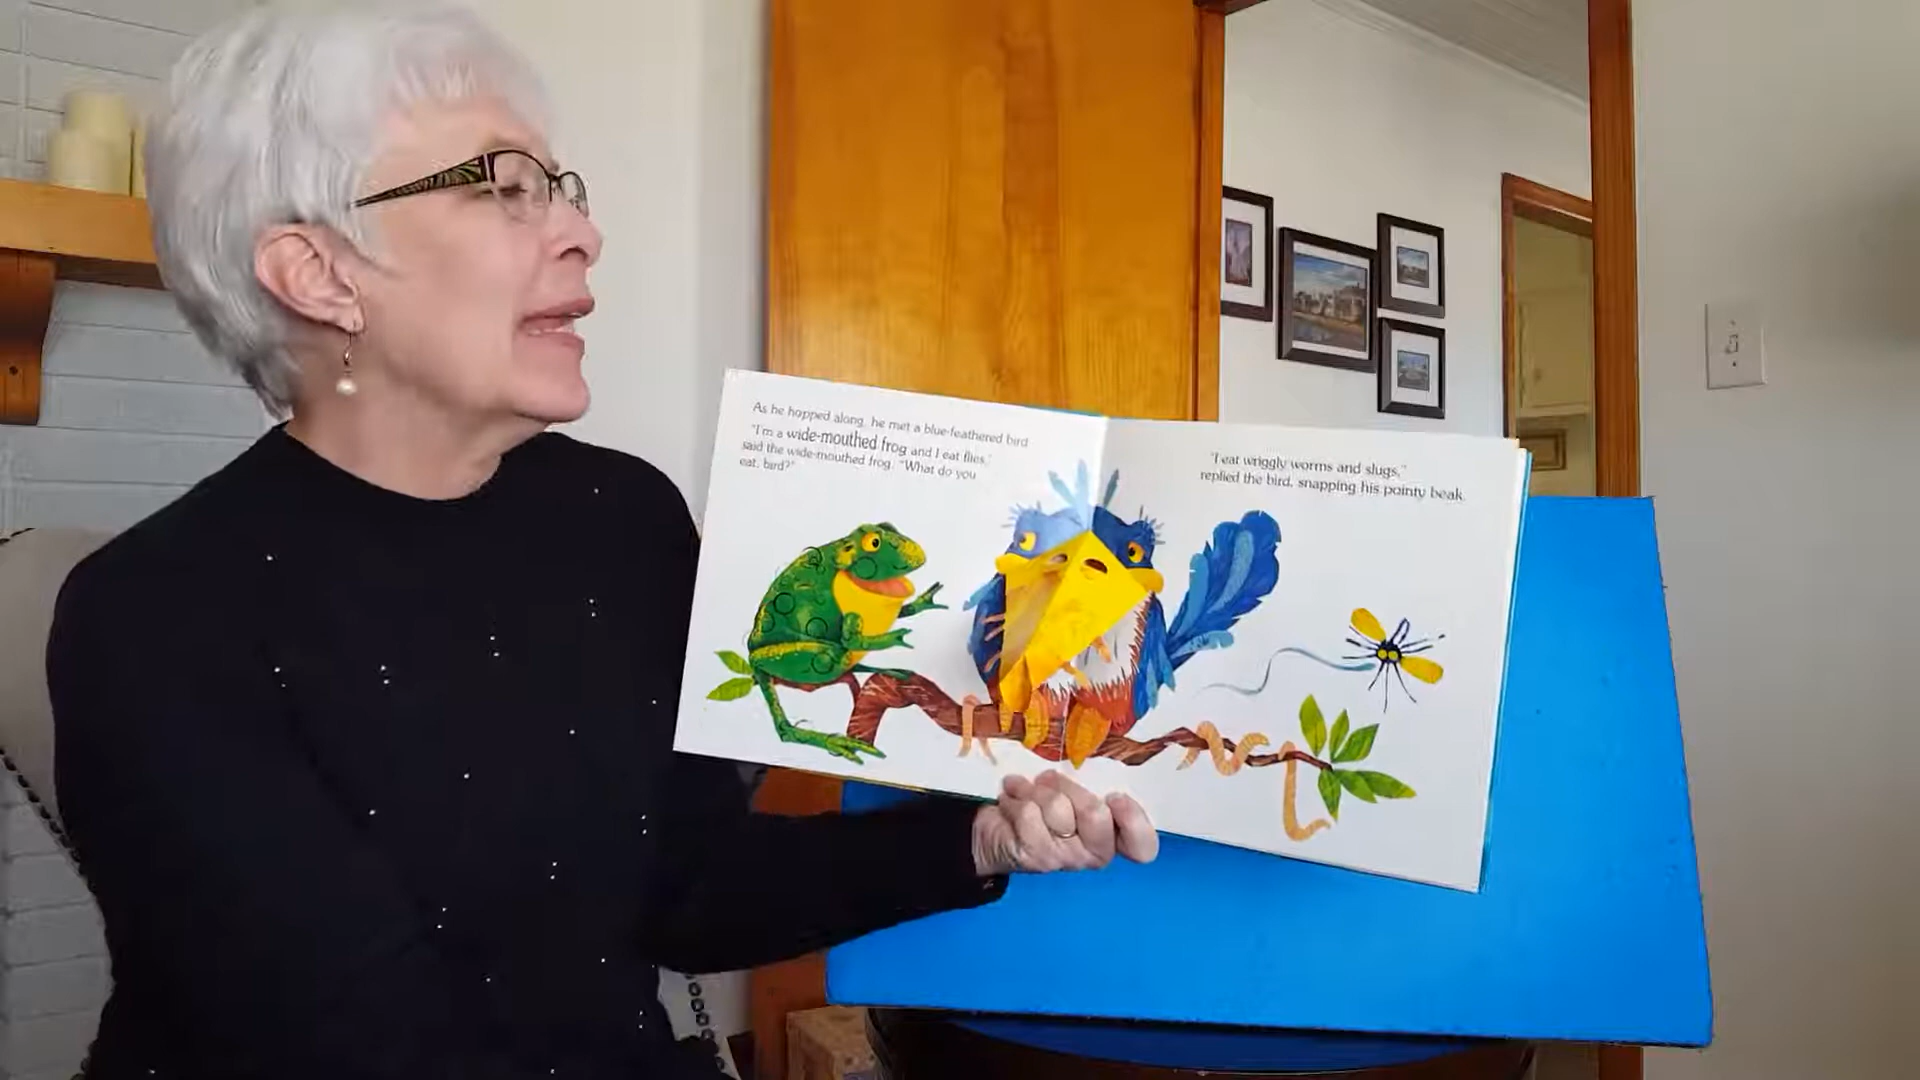 As he hopped along, he met a blue-feathered bird
"I'm a wide-mouthed frog and I eat flies,"
said the wide-mouthed frog. "What do you
eat, bird?"
"I eat wriggly worms and slugs,"
replied the bird, snapping his pointy beak.